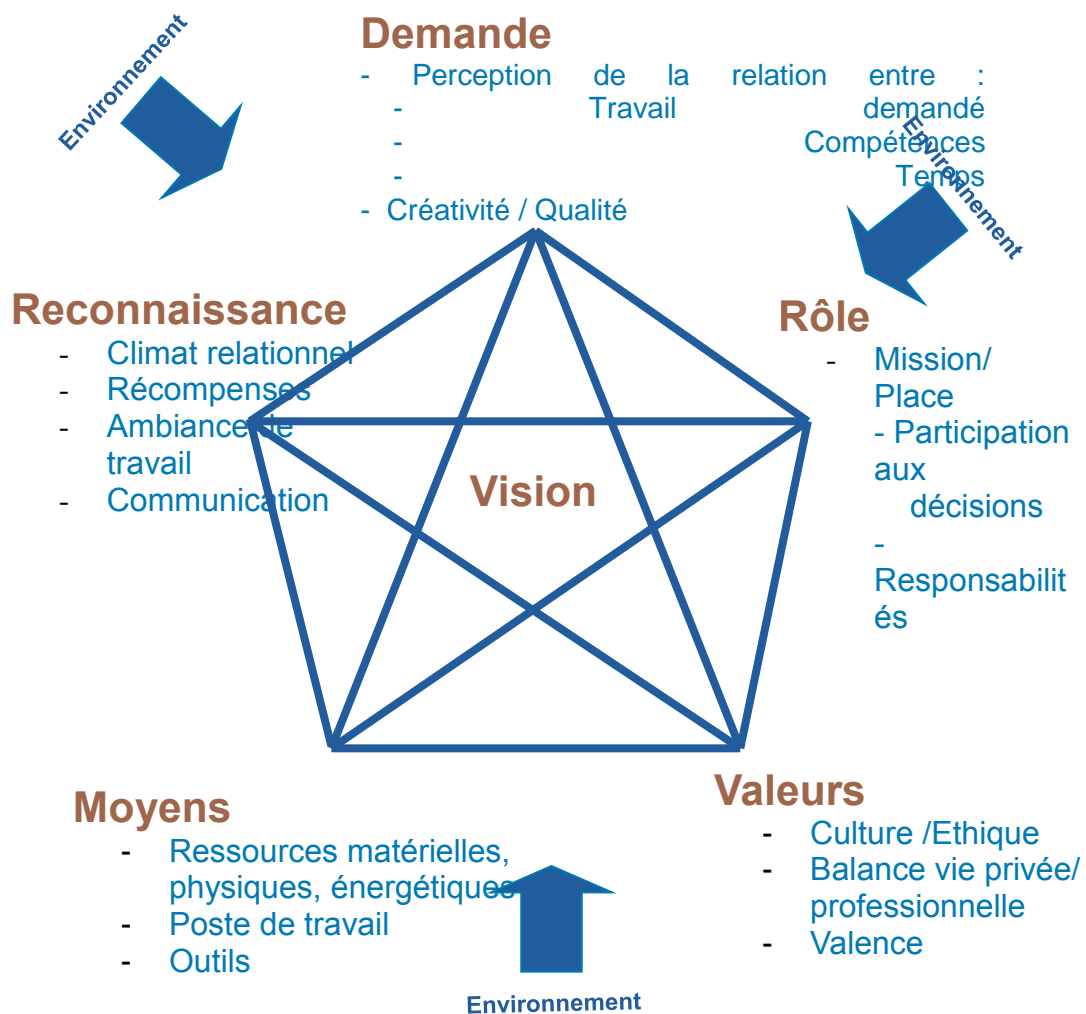 Environnement
Demande
- Perception de la relation entre :
- Travail demandé
- Compétences
- Temps
- Créativité / Qualité
Environnement
Reconnaissance
- Climat relationnel
- Récompenses
- Ambiance de
travail
- Communication
Vision
Rôle
- Mission/
Place
- Participation
aux
décisions
-
Responsabilit
és
Moyens
- Ressources matérielles,
physiques, énergétiques
- Poste de travail
- Outils
Valeurs
- Culture /Ethique
- Balance vie privée/
professionnelle
- Valence
Environnement